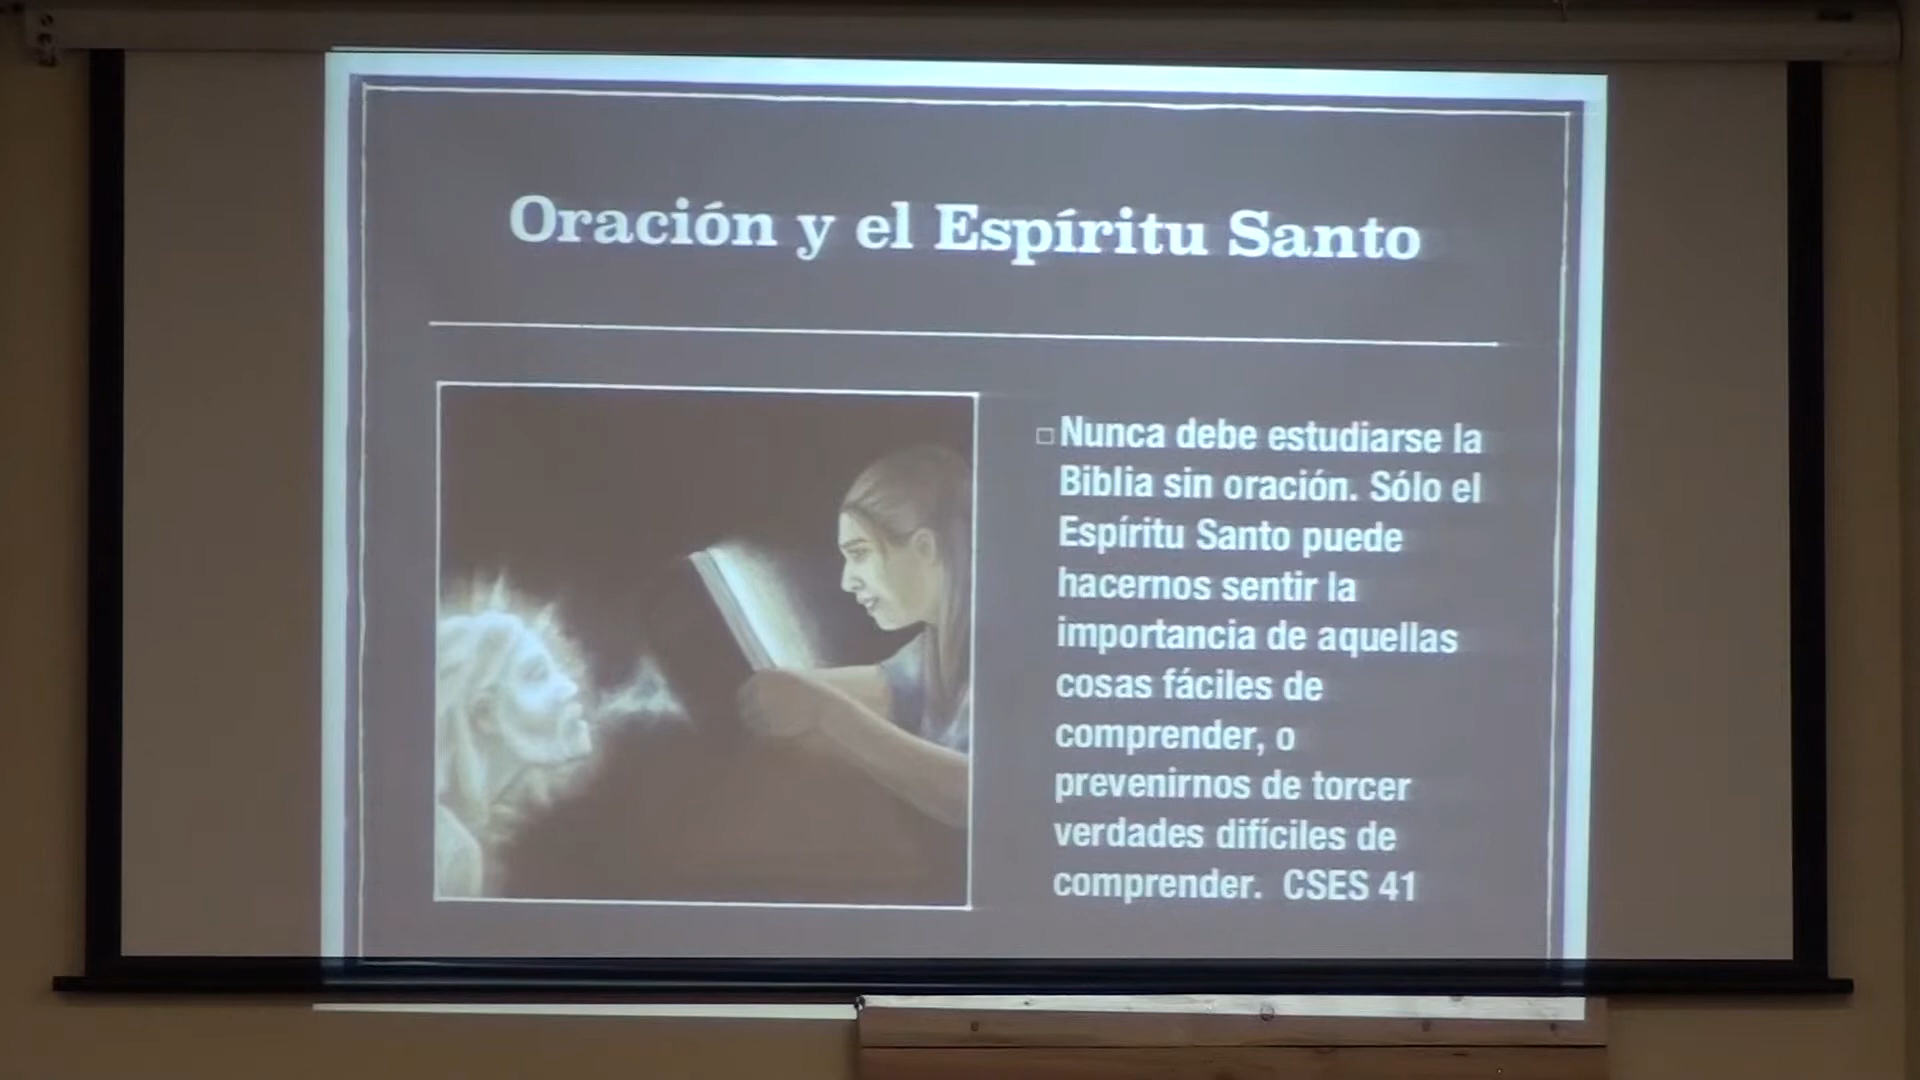 Oración y el Espíritu Santo
Nunca debe estudiarse la
Biblia sin oración. Sólo el
Espíritu Santo puede
hacernos sentir la
importancia de aquellas
cosas fáciles de
comprender, o
prevenirnos de torcer
verdades difíciles de
comprender. CSES 41